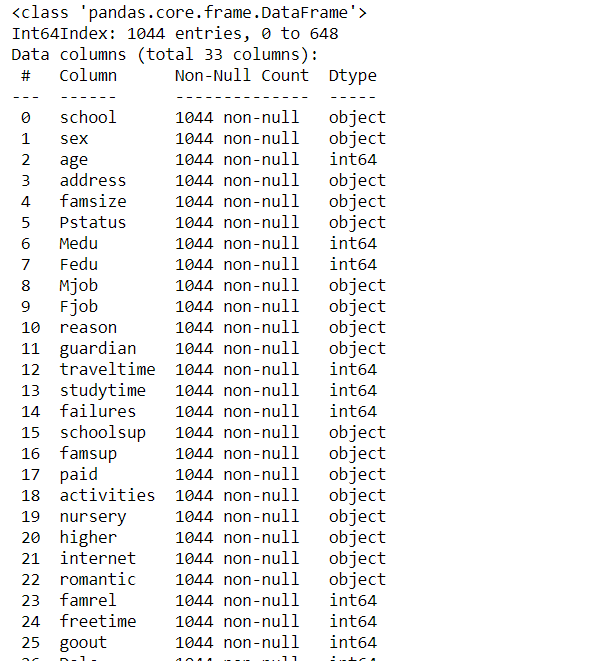 <class 'pandas.core.frame.DataFrame'>
Int64Index: 1044 entries, 0 to 648
Data columns (total 33 columns):
 #   Column      Non-Null Count  Dtype
---  ------      --------------  -----
 0   school      1044 non-null   object
 1   sex         1044 non-null   object
 2   age         1044 non-null   int64
 3   address     1044 non-null   object
 4   famsize     1044 non-null   object
 5   Pstatus     1044 non-null   object
 6   Medu        1044 non-null   int64
 7   Fedu        1044 non-null   int64
 8   Mjob        1044 non-null   object
 9   Fjob        1044 non-null   object
 10  reason      1044 non-null   object
 11  guardian    1044 non-null   object
 12  traveltime  1044 non-null   int64
 13  studytime   1044 non-null   int64
 14  failures    1044 non-null   int64
 15  schoolsup   1044 non-null   object
 16  famsup      1044 non-null   object
 17  paid        1044 non-null   object
 18  activities  1044 non-null   object
 19  nursery     1044 non-null   object
 20  higher      1044 non-null   object
 21  internet    1044 non-null   object
 22  romantic    1044 non-null   object
 23  famrel      1044 non-null   int64
 24  freetime    1044 non-null   int64
 25  goout       1044 non-null   int64